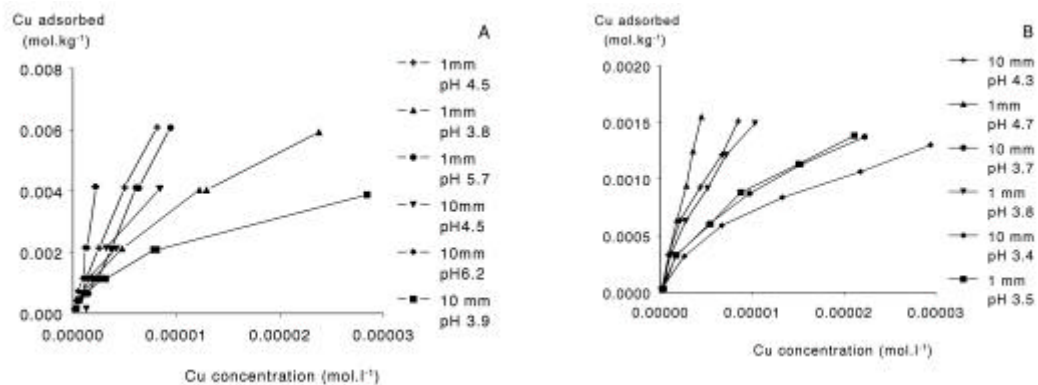 Cu adsorbed
(mol.kg⁻¹)
A
0.008
0.006
0.004
0.002
0.000
0.00000
0.00001
0.00002
0.00003
Cu concentration (mol.l⁻¹)
1mm
pH 4.5
1mm
pH 3.8
1mm
pH 5.7
10mm
pH4.5
10mm
pH6.2
10 mm
pH 3.9
Cu adsorbed
(mol.kg⁻¹)
B
0.0020
0.0015
0.0010
0.0005
0.0000
0.00000
0.00001
0.00002
0.00003
Cu concentration (mol.l⁻¹)
10 mm
pH 4.3
1mm
pH 4.7
10 mm
pH 3.7
1 mm
pH 3.8
10 mm
pH 3.4
1 mm
pH 3.5